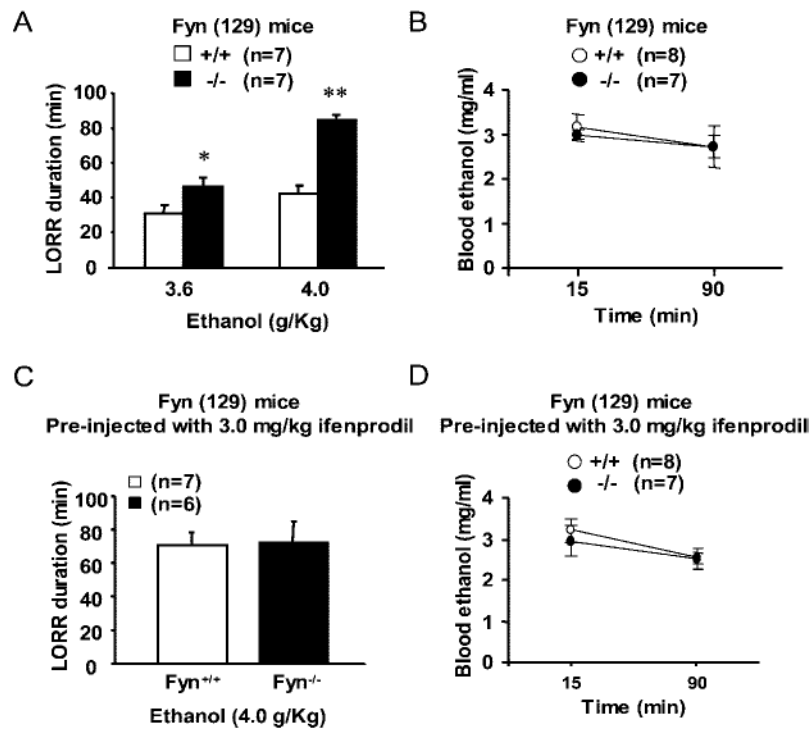 A
Fyn (129) mice
+/+ (n=7)
-/- (n=7)
LORR duration (min)
100
80
60
40
20
0
*
**
3.6 4.0
Ethanol (g/Kg)
B
Fyn (129) mice
+/+ (n=8)
-/- (n=7)
Blood ethanol (mg/ml)
4
3
2
1
0
15 90
Time (min)
C
Fyn (129) mice
Pre-injected with 3.0 mg/kg ifenprodil
(n=7)
(n=6)
LORR duration (min)
100
80
60
40
20
0
Fyn+/+ Fyn-/-
Ethanol (4.0 g/Kg)
D
Fyn (129) mice
Pre-injected with 3.0 mg/kg ifenprodil
+/+ (n=8)
-/- (n=7)
Blood ethanol (mg/ml)
4
3
2
1
0
15 90
Time (min)